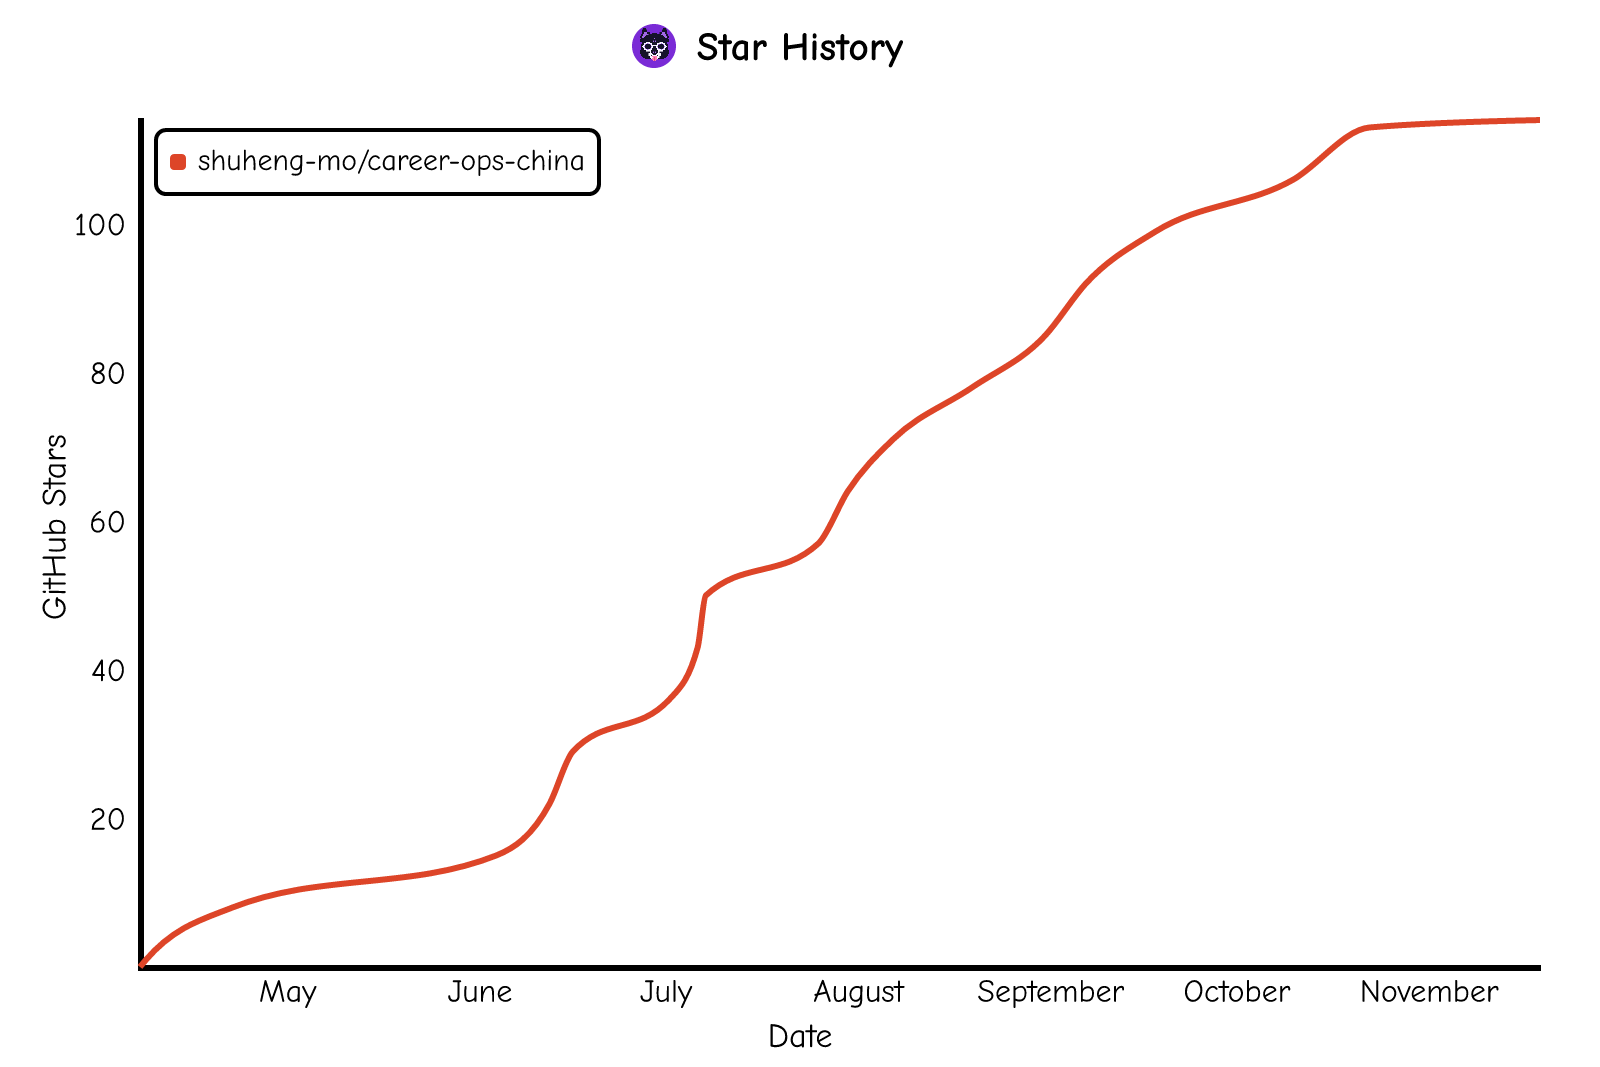 Star History
shuheng-mo/career-ops-china
100
80
60
40
20
GitHub Stars
May June July August September October November
Date